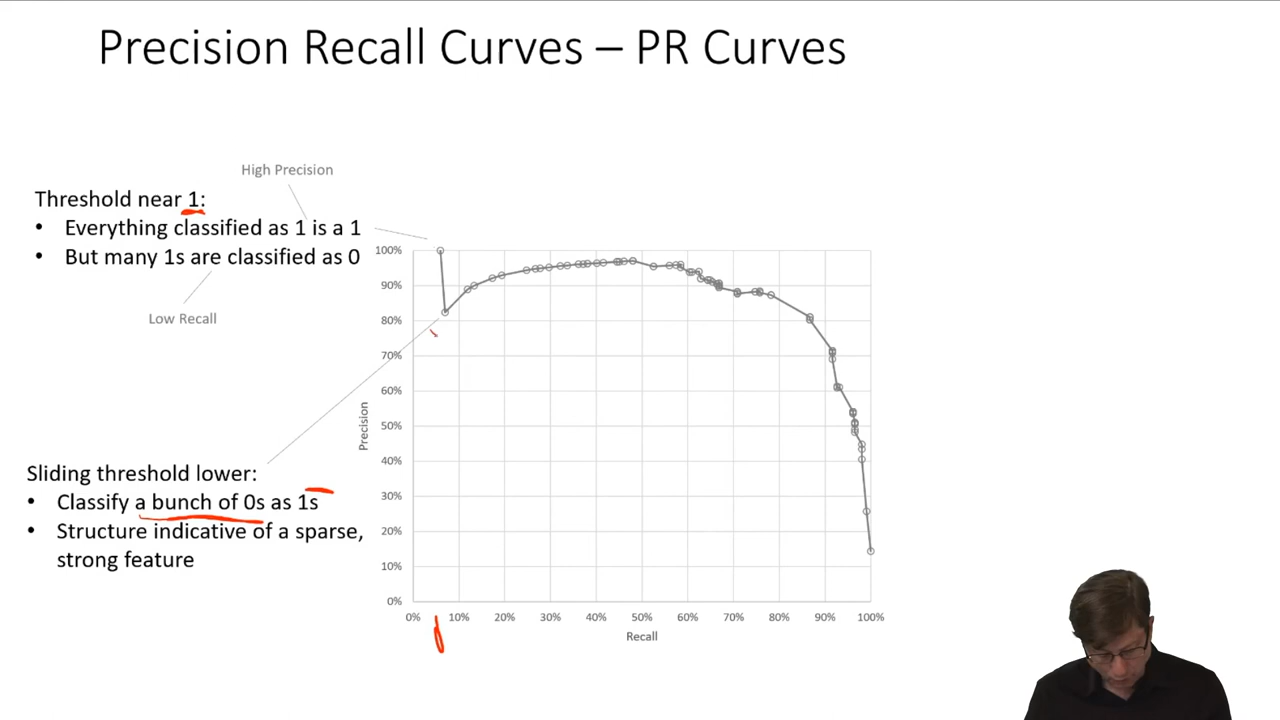 Precision Recall Curves – PR Curves
High Precision
Threshold near 1:
• Everything classified as 1 is a 1
• But many 1s are classified as 0
Low Recall
Sliding threshold lower:
• Classify a bunch of 0s as 1s
• Structure indicative of a sparse,
strong feature
100%
90%
80%
70%
60%
50%
40%
30%
20%
10%
0%
Precision
0% 10% 20% 30% 40% 50% 60% 70% 80% 90% 100%
Recall